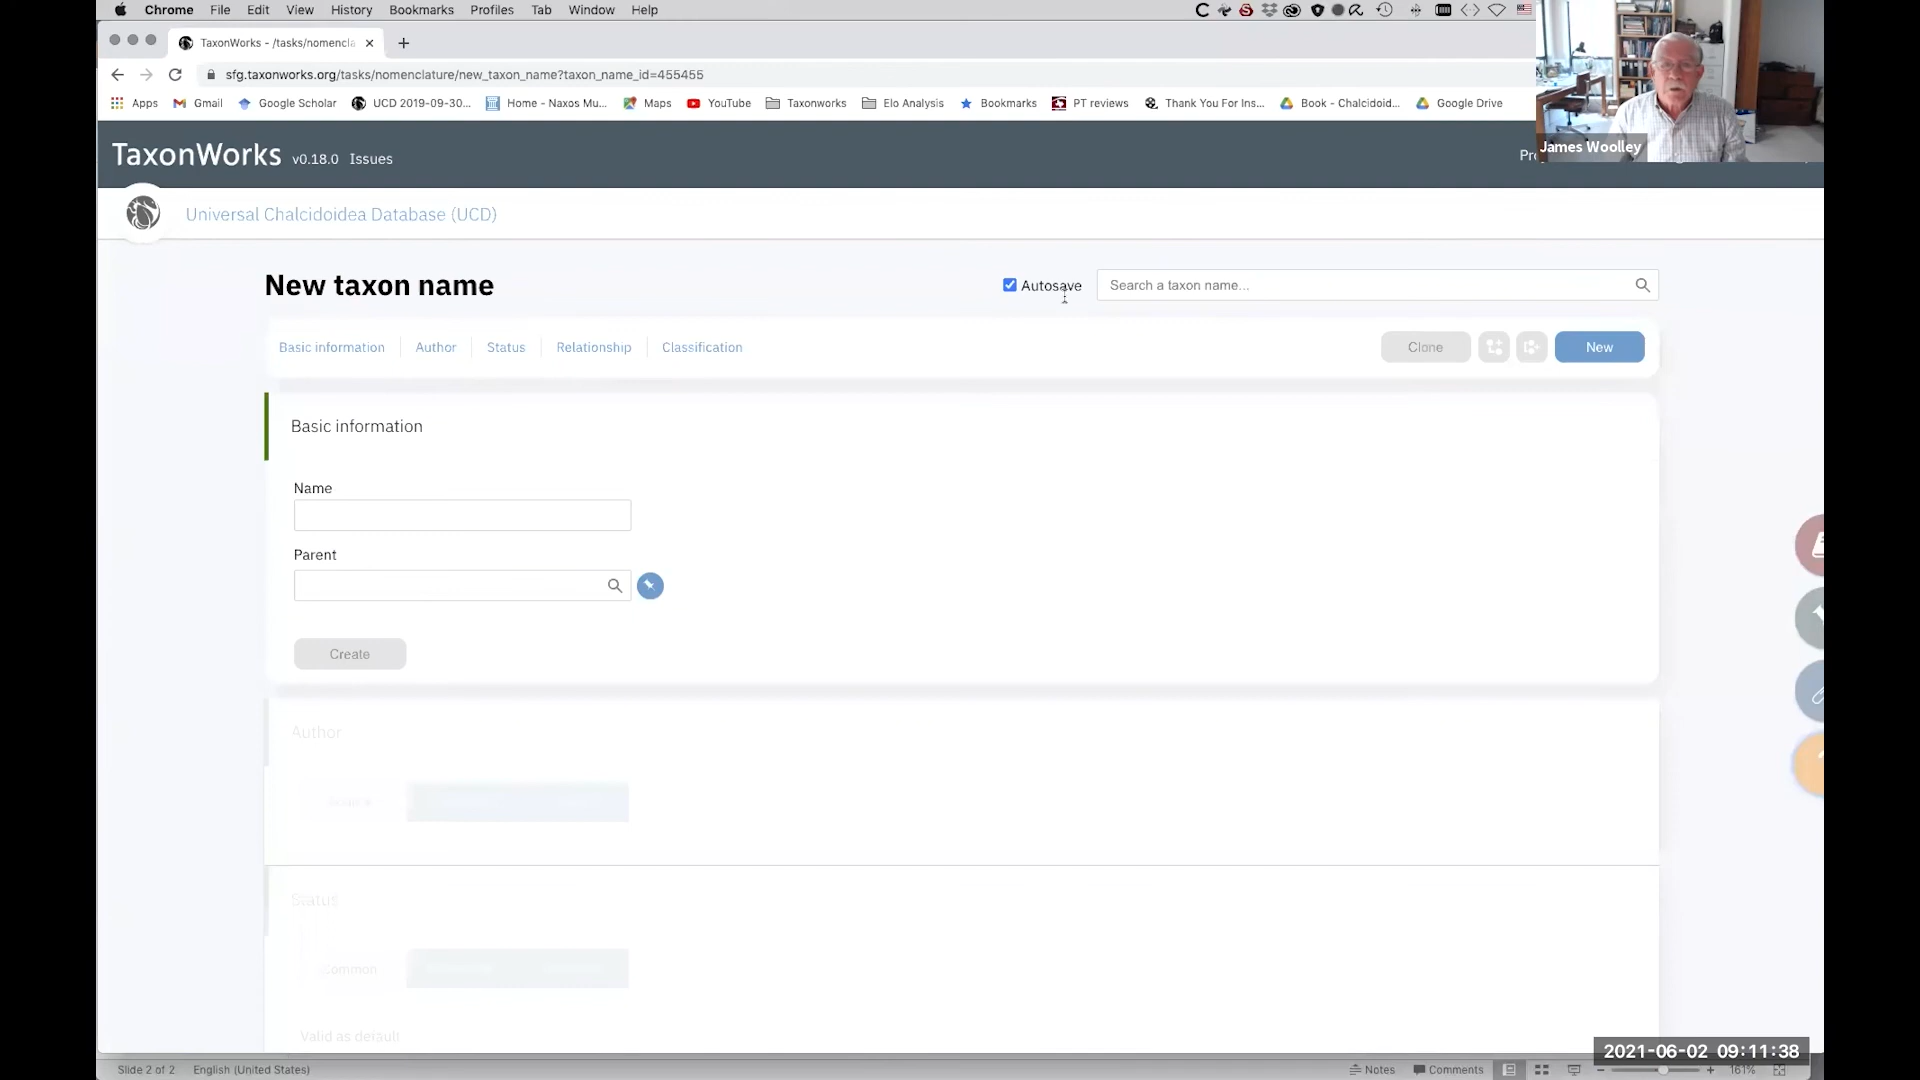 Chrome File Edit View History Bookmarks Profiles Tab Window Help
TaxonWorks - /tasks/nomencla
sfg.taxonworks.org/tasks/nomenclature/new_taxon_name?taxon_name_id=455455
Apps Gmail Google Scholar UCD 2019-09-30... Home - Naxos Mu... Maps YouTube Taxonworks Elo Analysis Bookmarks PT reviews Thank You For Ins... Book - Chalcidoid... Google Drive
James Woolley
TaxonWorks v0.18.0 Issues
Universal Chalcidoidea Database (UCD)
New taxon name
Autosave Search a taxon name...
Basic information Author Status Relationship Classification Clone New
Basic information
Name
Parent
Create
Author
Status
Common
Valid as default
2021-06-02 09:11:38
Slide 2 of 2 English (United States) Notes Comments 161%